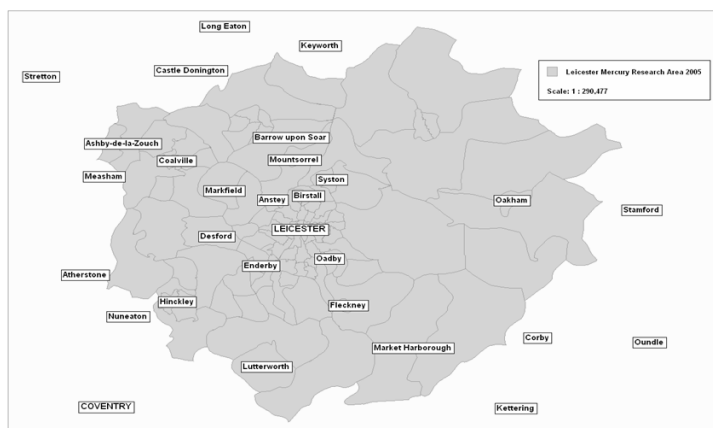 Long Eaton
Keyworth
Stretton
Castle Donington
Leicester Mercury Research Area 2005
Scale: 1 : 290,477
Barrow upon Soar
Ashby-de-la-Zouch
Coalville
Mountsorrel
Measham
Syston
Markfield
Birstall
Anstey
Oakham
Stamford
LEICESTER
Desford
Oadby
Enderby
Atherstone
Hinckley
Fleckney
Nuneaton
Corby
Oundle
Market Harborough
Lutterworth
COVENTRY
Kettering